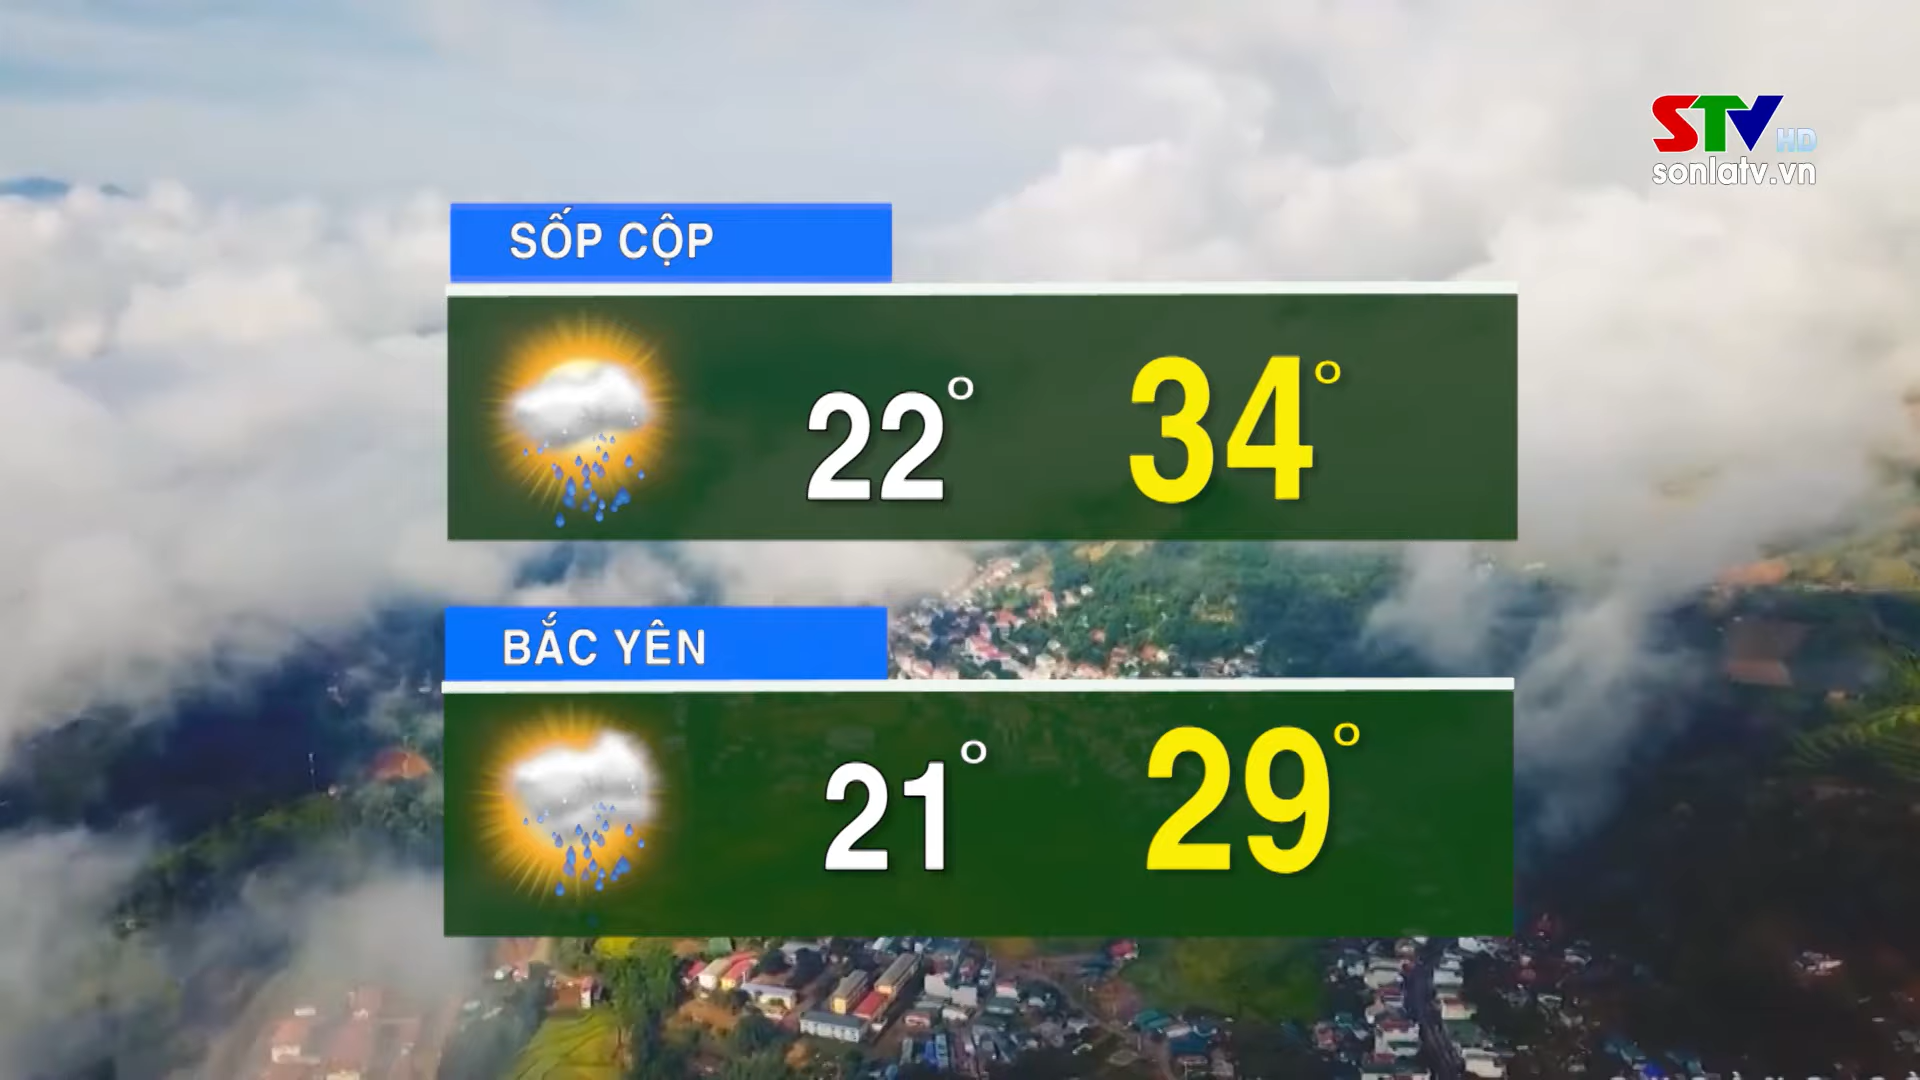 STV HD
sonlatv.vn
SỐP CỘP
22° 34°
BẮC YÊN
21° 29°